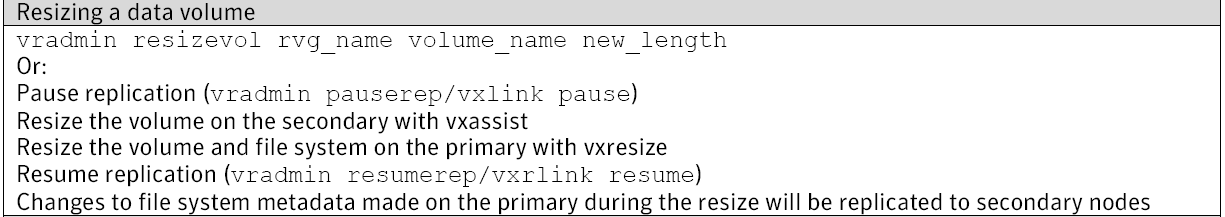 Resizing a data volume
vradmin resizevol rvg_name volume_name new_length
Or:
Pause replication (vradmin pauserep/vxlink pause)
Resize the volume on the secondary with vxassist
Resize the volume and file system on the primary with vxresize
Resume replication (vradmin resumerep/vxrlink resume)
Changes to file system metadata made on the primary during the resize will be replicated to secondary nodes